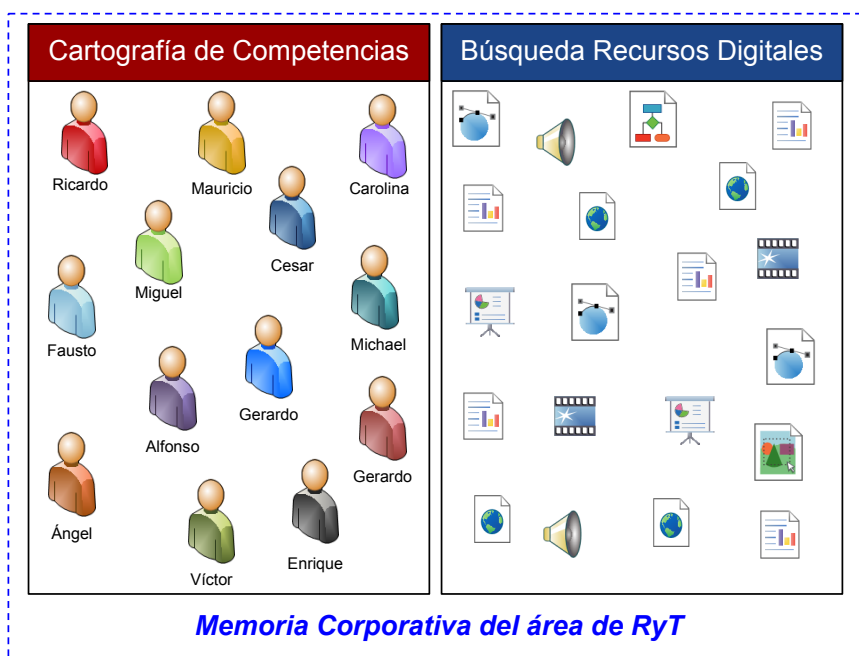 Cartografía de Competencias
Búsqueda Recursos Digitales
Ricardo
Mauricio
Carolina
Cesar
Miguel
Fausto
Michael
Gerardo
Alfonso
Gerardo
Ángel
Enrique
Víctor
Memoria Corporativa del área de RyT